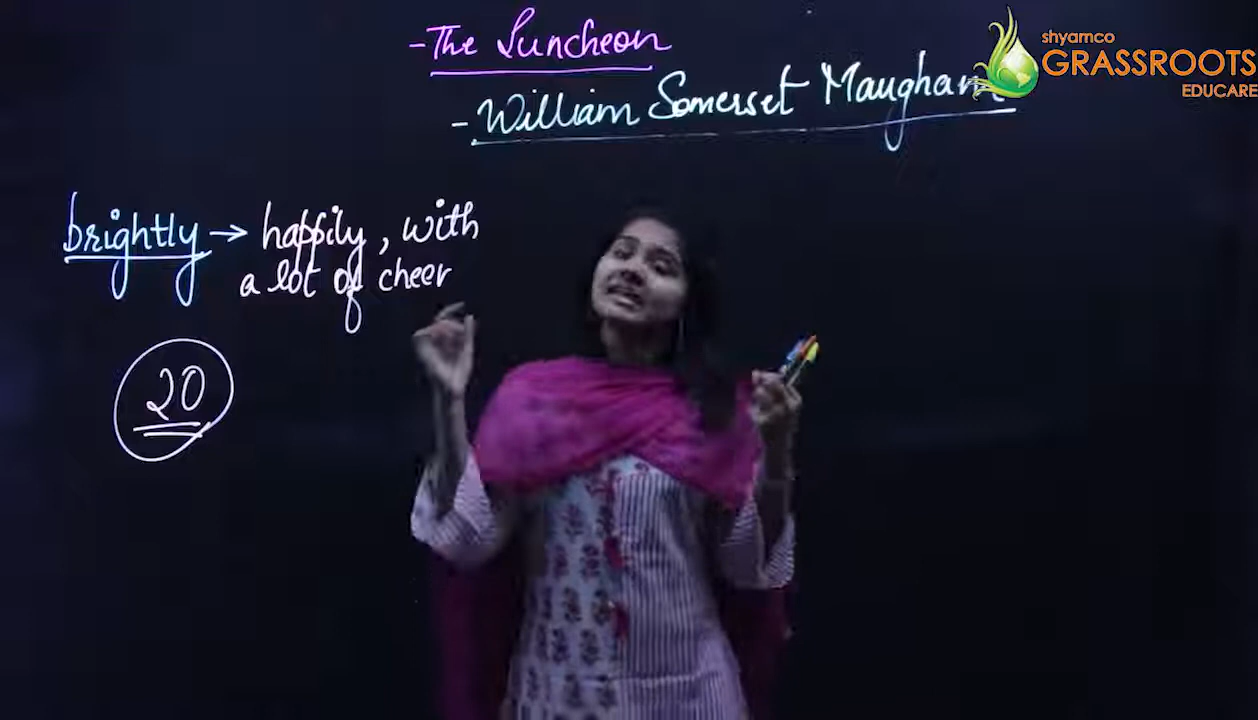 - The Luncheon
- William Somerset Maugham
shyamco
GRASSROOTS
EDUCARE
brightly → happily, with
a lot of cheer
20